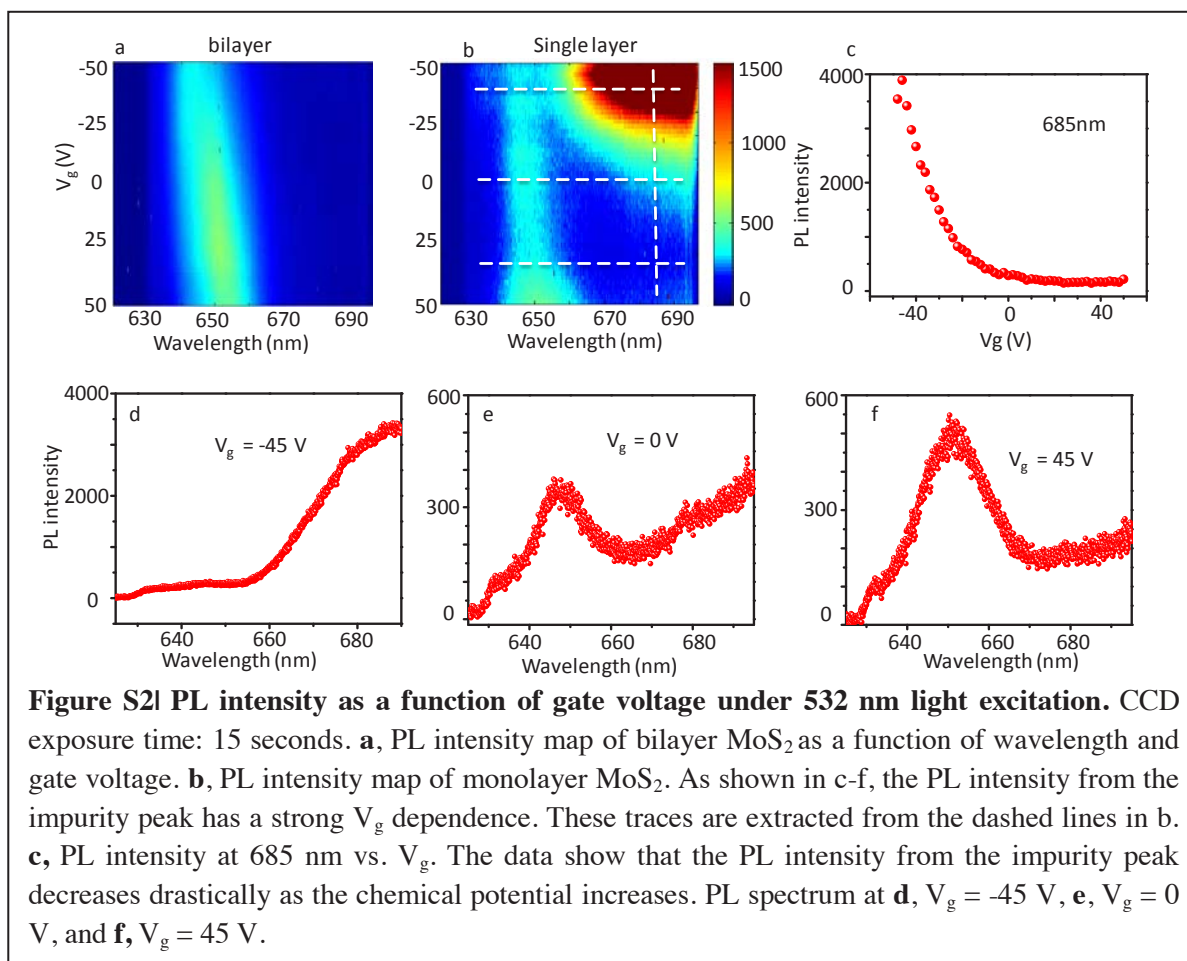 a
bilayer
-50
-25
0
25
50
V_g (V)
630 650 670 690
Wavelength (nm)
b
Single layer
-50
-25
0
25
50
630 650 670 690
Wavelength (nm)
1500
1000
500
0
c
4000
2000
0
PL intensity
685nm
-40 0 40
Vg (V)
d
4000
2000
0
PL intensity
V_g = -45 V
640 660 680
Wavelength (nm)
e
600
300
0
V_g = 0 V
640 660 680
Wavelength (nm)
f
600
300
0
V_g = 45 V
640 660 680
Wavelength (nm)
Figure S2| PL intensity as a function of gate voltage under 532 nm light excitation. CCD
exposure time: 15 seconds. a, PL intensity map of bilayer MoS₂ as a function of wavelength and
gate voltage. b, PL intensity map of monolayer MoS₂. As shown in c-f, the PL intensity from the
impurity peak has a strong V_g dependence. These traces are extracted from the dashed lines in b.
c, PL intensity at 685 nm vs. V_g. The data show that the PL intensity from the impurity peak
decreases drastically as the chemical potential increases. PL spectrum at d, V_g = -45 V, e, V_g = 0
V, and f, V_g = 45 V.